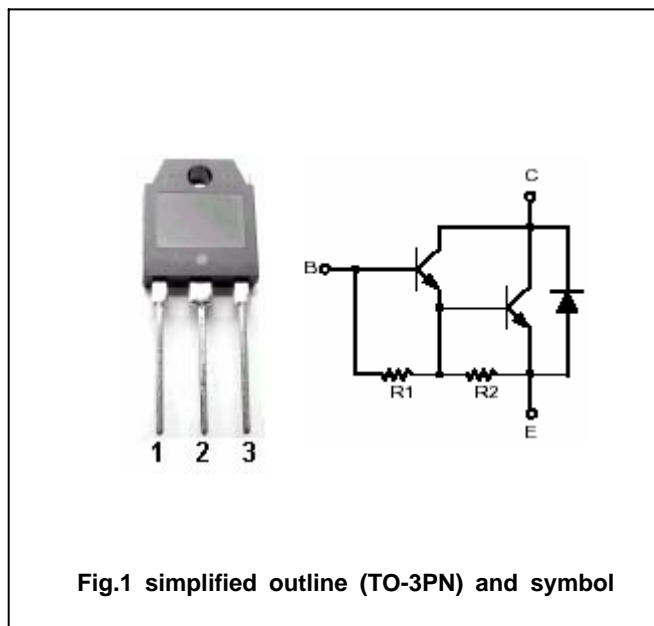 C
B
R1 R2
E
1 2 3
Fig.1 simplified outline (TO-3PN) and symbol